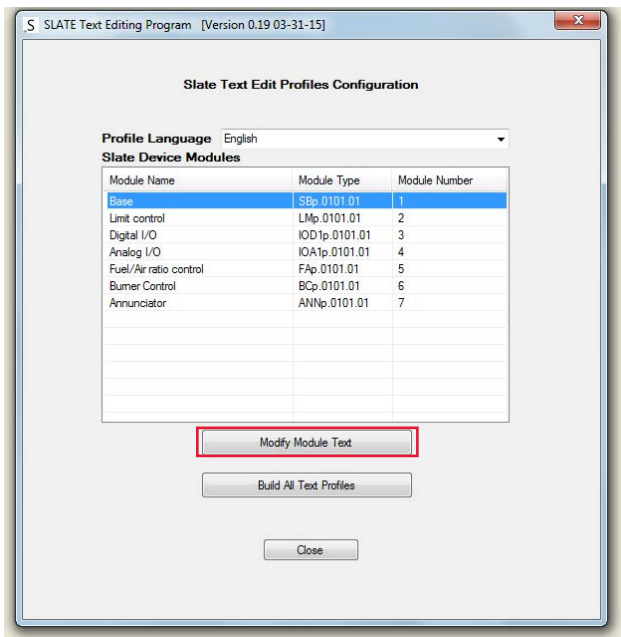 S SLATE Text Editing Program [Version 0.19 03-31-15]
Slate Text Edit Profiles Configuration
Profile Language English
Slate Device Modules
Module Name Module Type Module Number
Base SBp.0101.01 1
Limit control LMp.0101.01 2
Digital I/O IOD1p.0101.01 3
Analog I/O IOA1p.0101.01 4
Fuel/Air ratio control FAp.0101.01 5
Burner Control BCp.0101.01 6
Annunciator ANNp.0101.01 7
Modify Module Text
Build All Text Profiles
Close